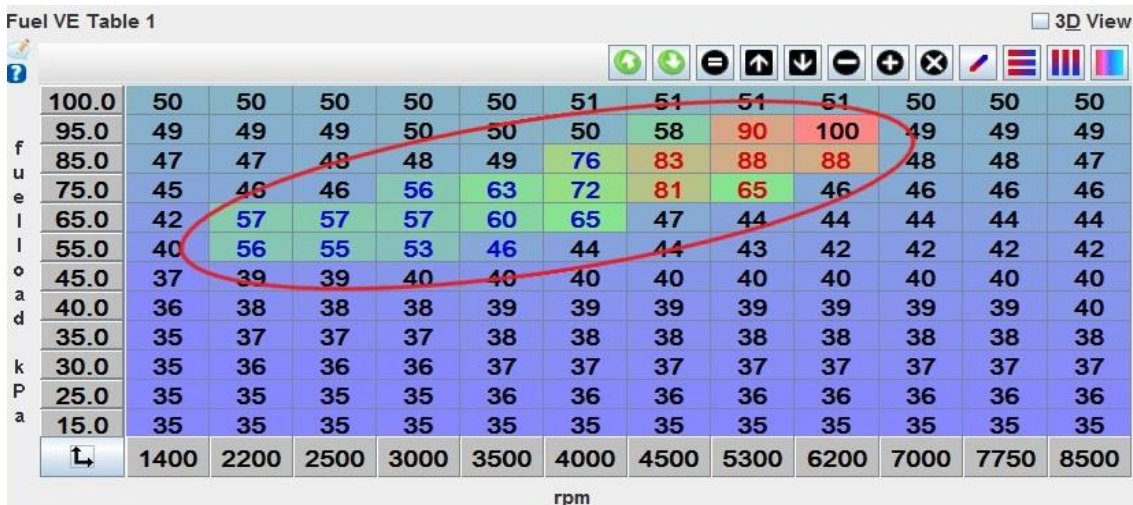 Fuel VE Table 1 3D View
100.0 50 50 50 50 50 51 51 51 51 50 50 50
95.0 49 49 49 50 50 50 58 90 100 49 49 49
85.0 47 47 48 48 49 76 83 88 88 48 48 47
75.0 45 46 46 56 63 72 81 65 46 46 46 46
65.0 42 57 57 57 60 65 47 44 44 44 44 44
55.0 40 56 55 53 46 44 44 43 42 42 42 42
45.0 37 39 39 40 40 40 40 40 40 40 40 40
40.0 36 38 38 38 39 39 39 39 39 39 39 40
35.0 35 37 37 37 38 38 38 38 38 38 38 38
30.0 35 36 36 36 37 37 37 37 37 37 37 37
25.0 35 35 35 35 36 36 36 36 36 36 36 36
15.0 35 35 35 35 35 35 35 35 35 35 35 35
1400 2200 2500 3000 3500 4000 4500 5300 6200 7000 7750 8500
fuelload kPa
rpm